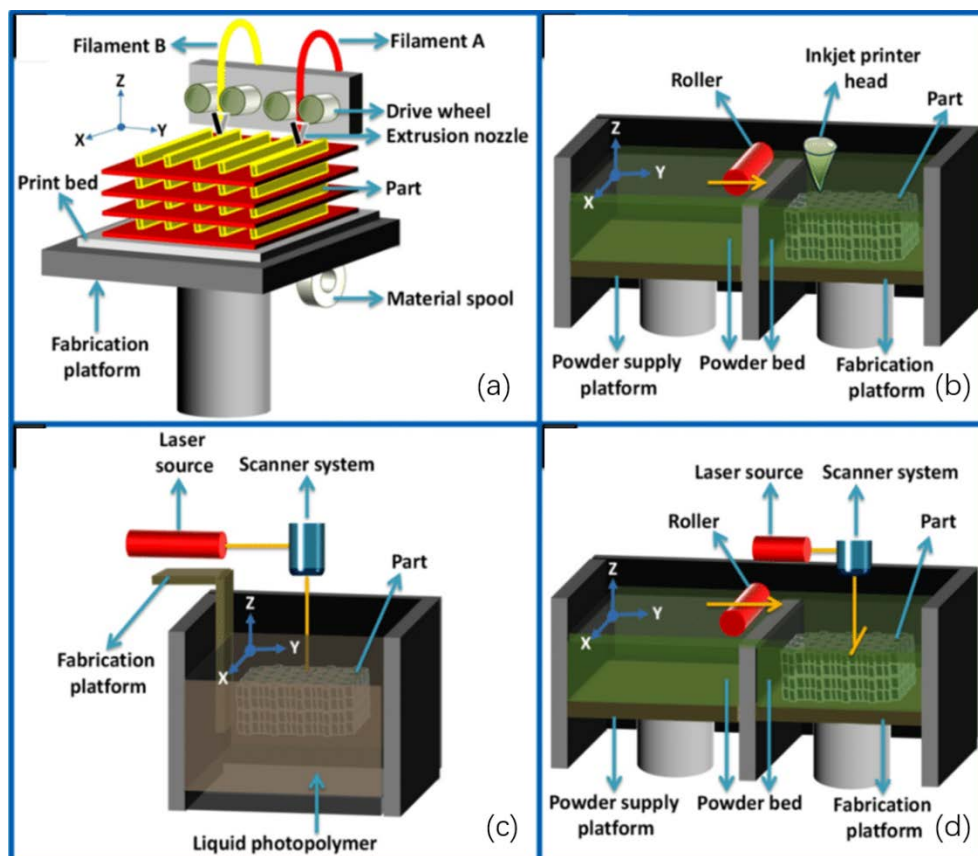 Filament B
Filament A
Drive wheel
Extrusion nozzle
Z
X
Y
Print bed
Part
Material spool
Fabrication
platform
(a)
Inkjet printer
head
Roller
Part
Z
Y
X
Powder supply
platform
Powder bed
Fabrication
platform
(b)
Laser
source
Scanner system
Part
Z
Y
X
Fabrication
platform
Liquid photopolymer
(c)
Laser source
Scanner system
Roller
Part
Z
Y
X
Powder supply
platform
Powder bed
Fabrication
platform
(d)